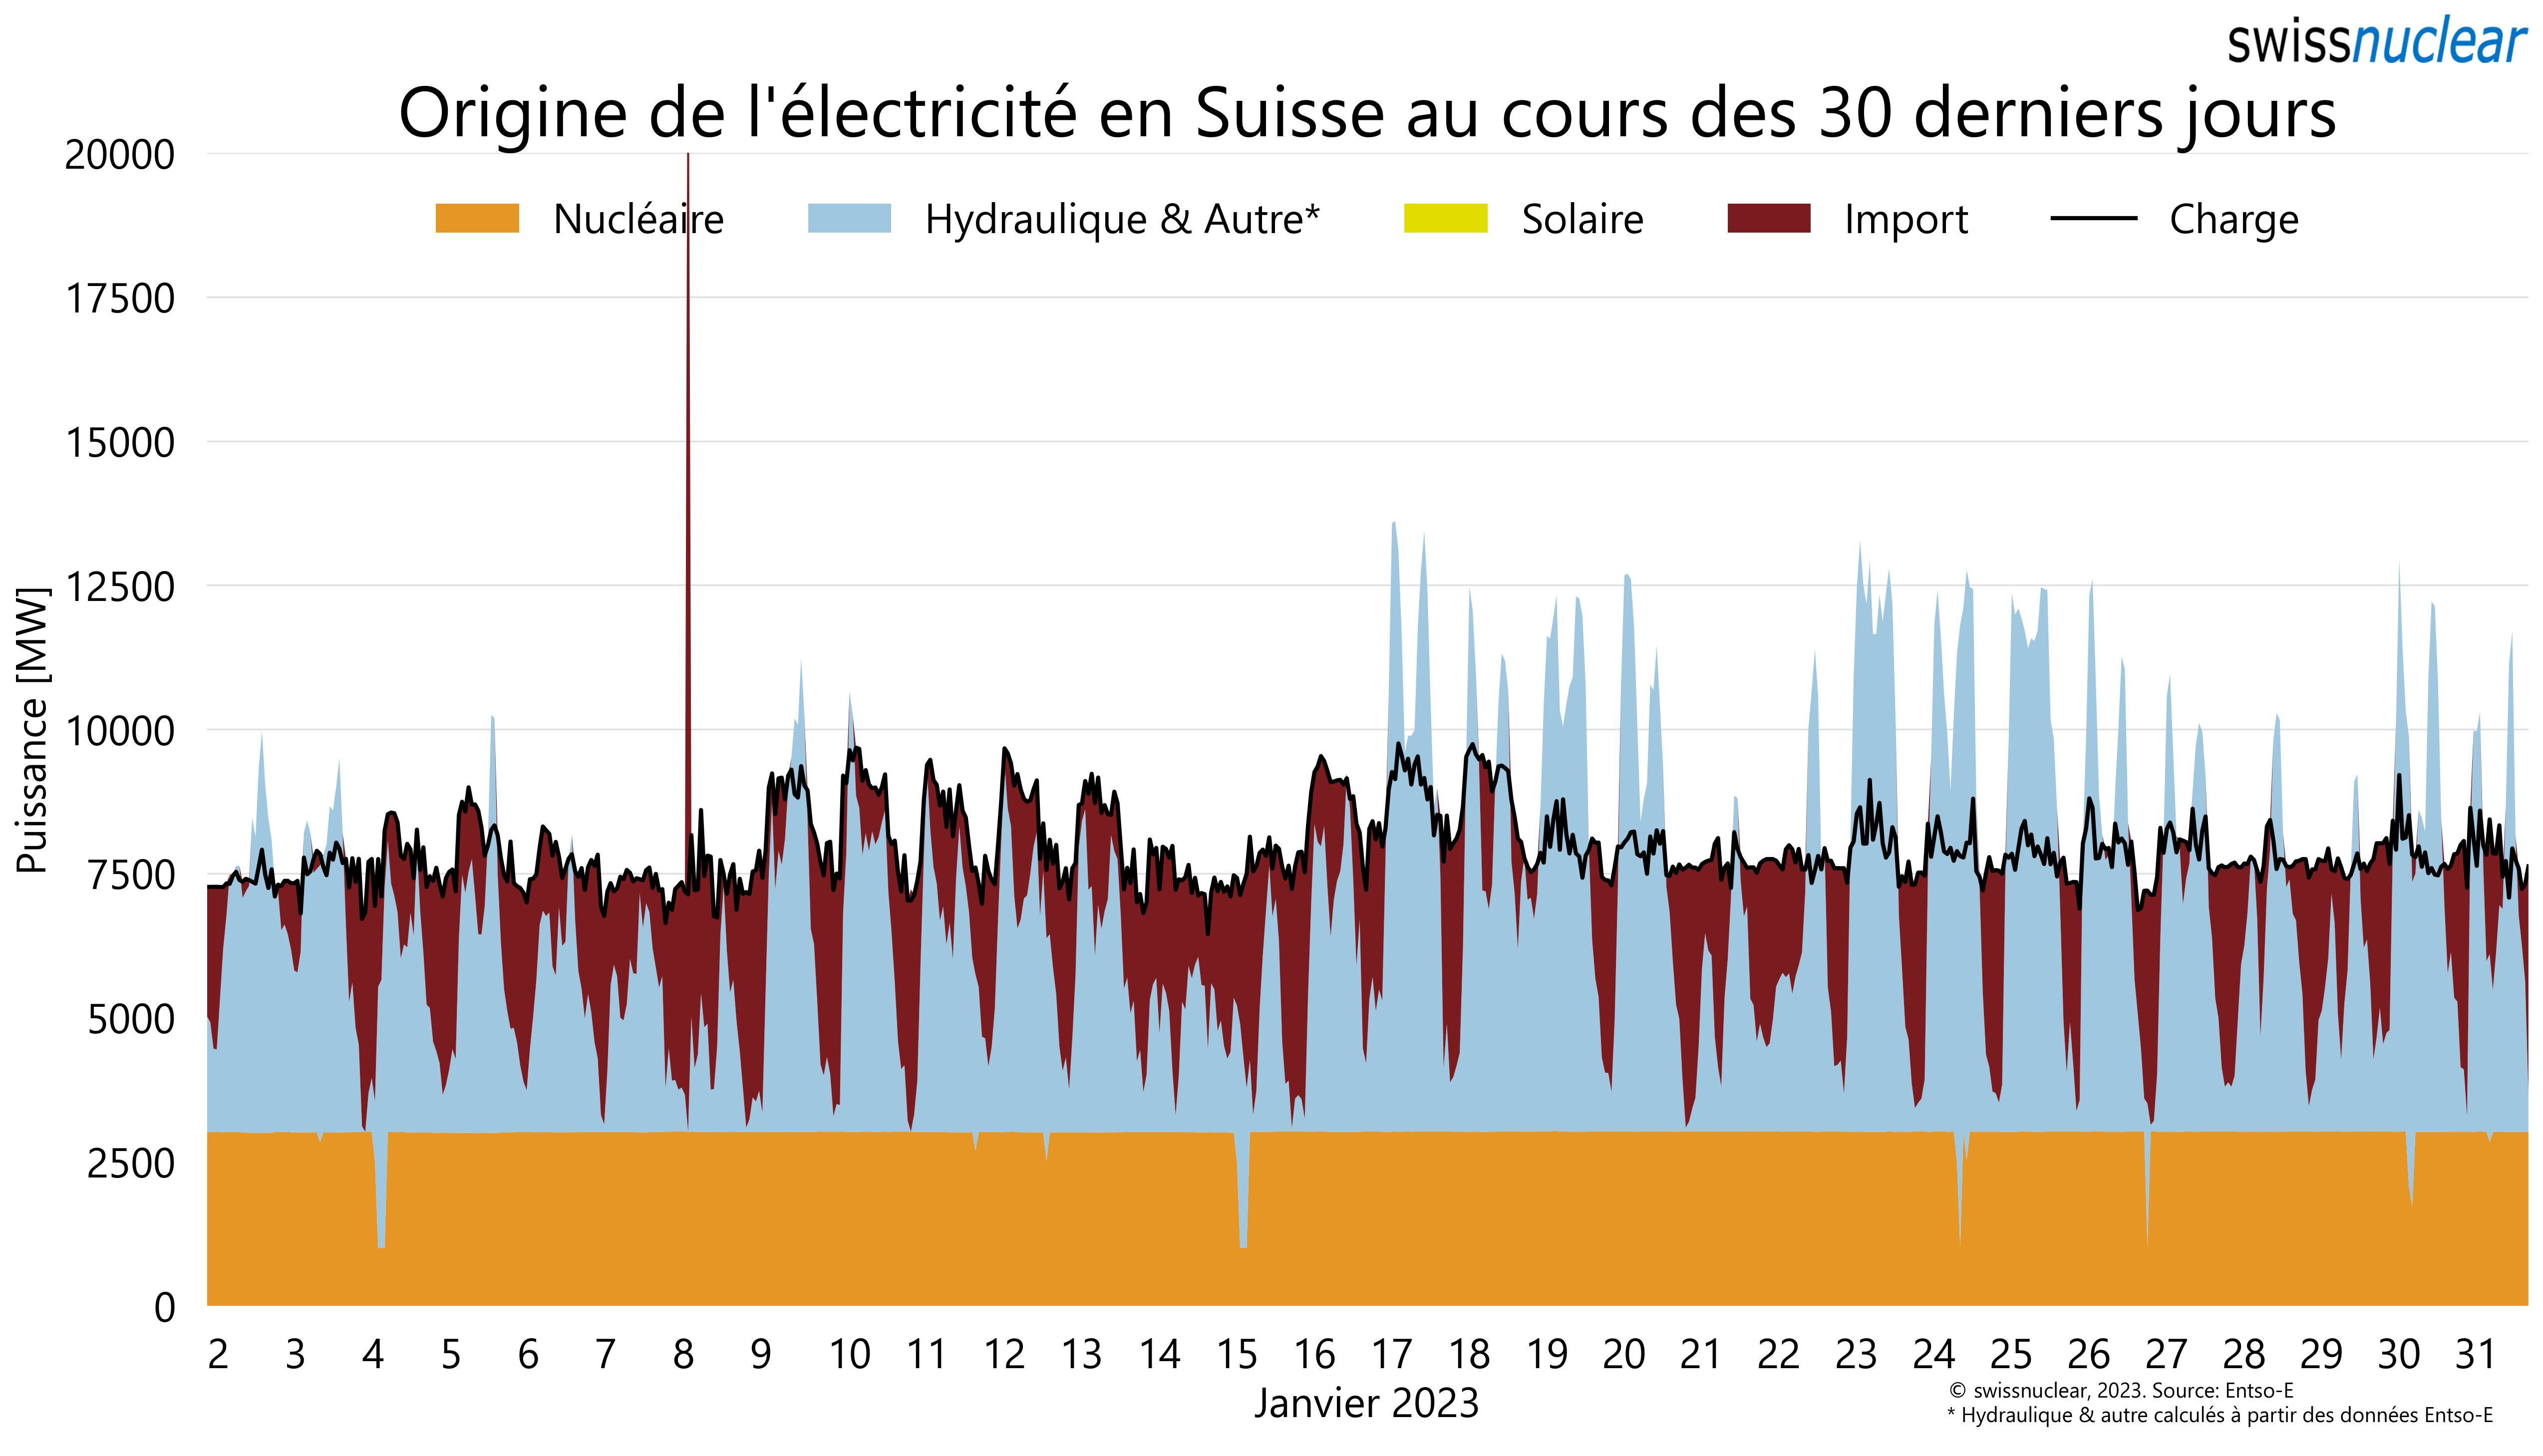 swissnuclear
Origine de l'électricité en Suisse au cours des 30 derniers jours
20000
Nucléaire Hydraulique & Autre* Solaire Import Charge
17500
15000
12500
10000
7500
5000
2500
0
Puissance [MW]
2 3 4 5 6 7 8 9 10 11 12 13 14 15 16 17 18 19 20 21 22 23 24 25 26 27 28 29 30 31
Janvier 2023
© swissnuclear, 2023. Source: Entso-E
* Hydraulique & autre calculés à partir des données Entso-E